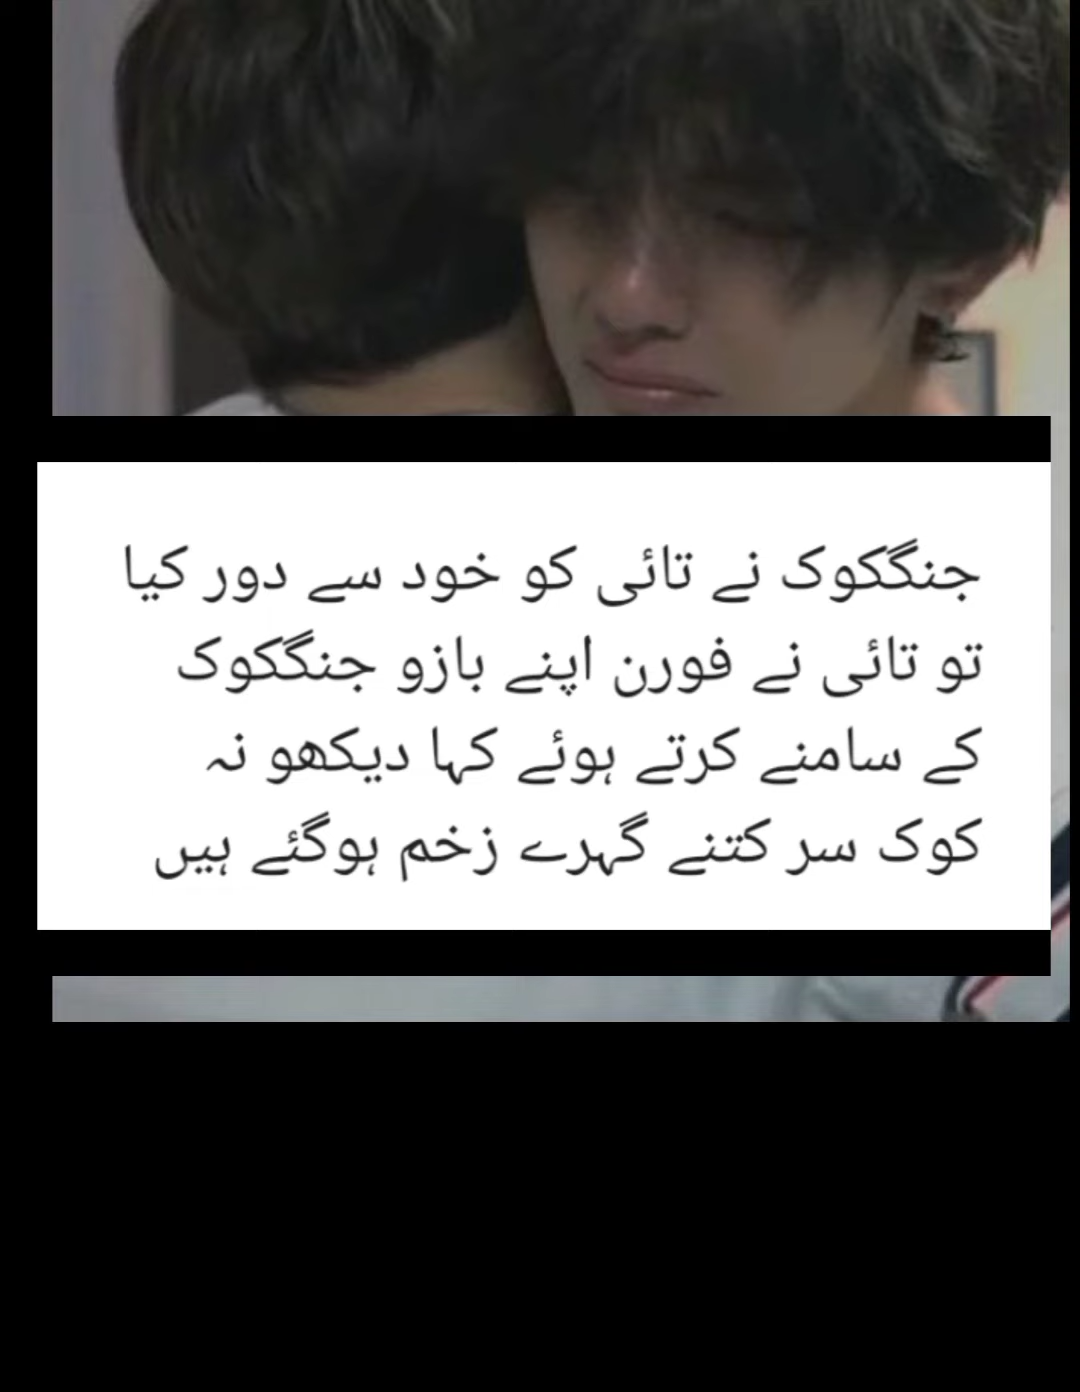 جنگکوک نے تائی کو خود سے دور کیا
تو تائی نے فورن اپنے بازو جنگکوک
کے سامنے کرتے ہوئے کہا دیکھو نہ
کوک سر کتنے گہرے زخم ہوگئے ہیں